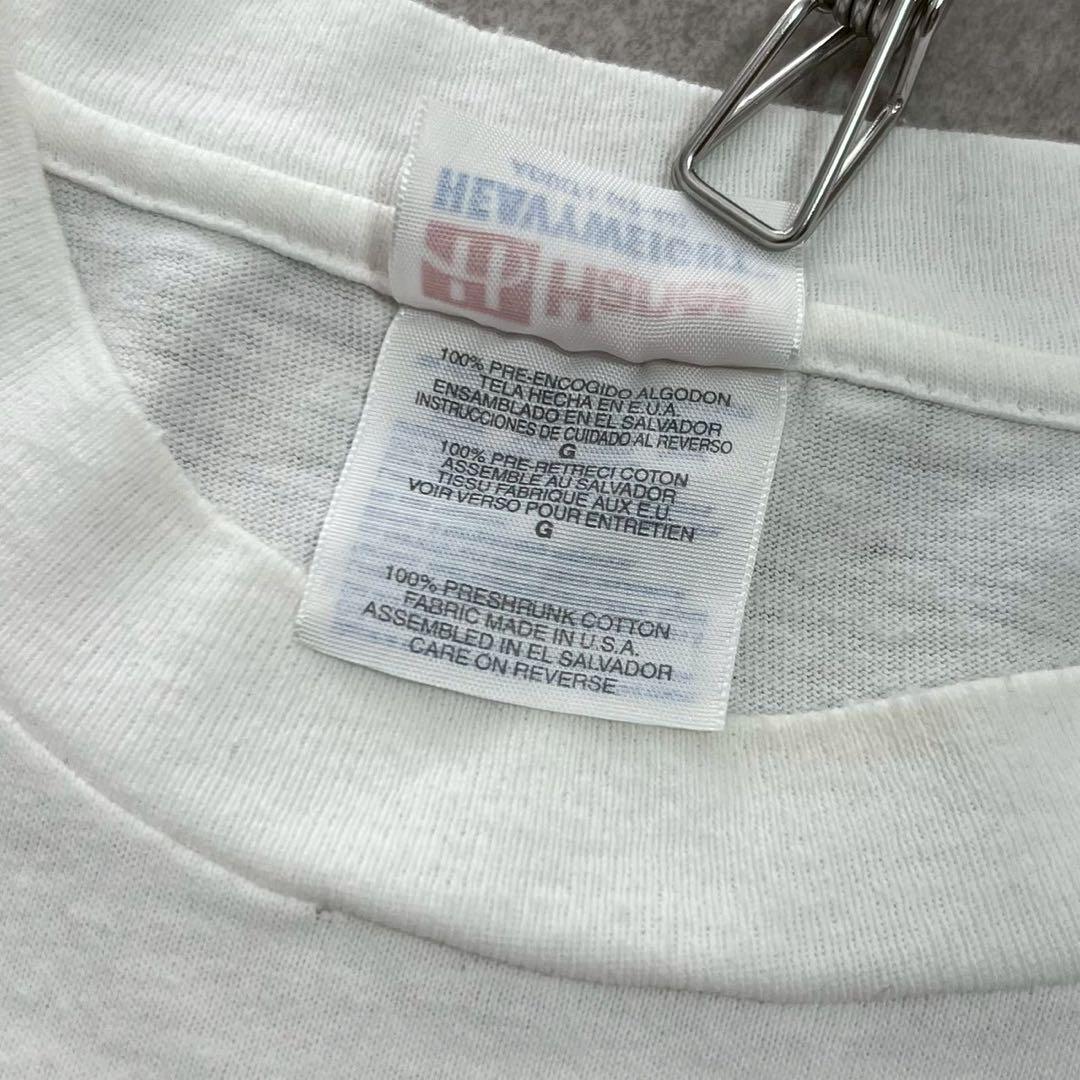 HEAVYWEIGHT
Hanes
100% PRE-ENCOGIDO ALGODON
TELA HECHA EN E.U.A.
ENSAMBLADO EN EL SALVADOR
INSTRUCCIONES DE CUIDADO AL REVERSO
G
100% PRE-RETRECI COTON
ASSEMBLE AU SALVADOR
TISSU FABRIQUE AUX E.U.
VOIR VERSO POUR ENTRETIEN
G
100% PRESHRUNK COTTON
FABRIC MADE IN U.S.A.
ASSEMBLED IN EL SALVADOR
CARE ON REVERSE